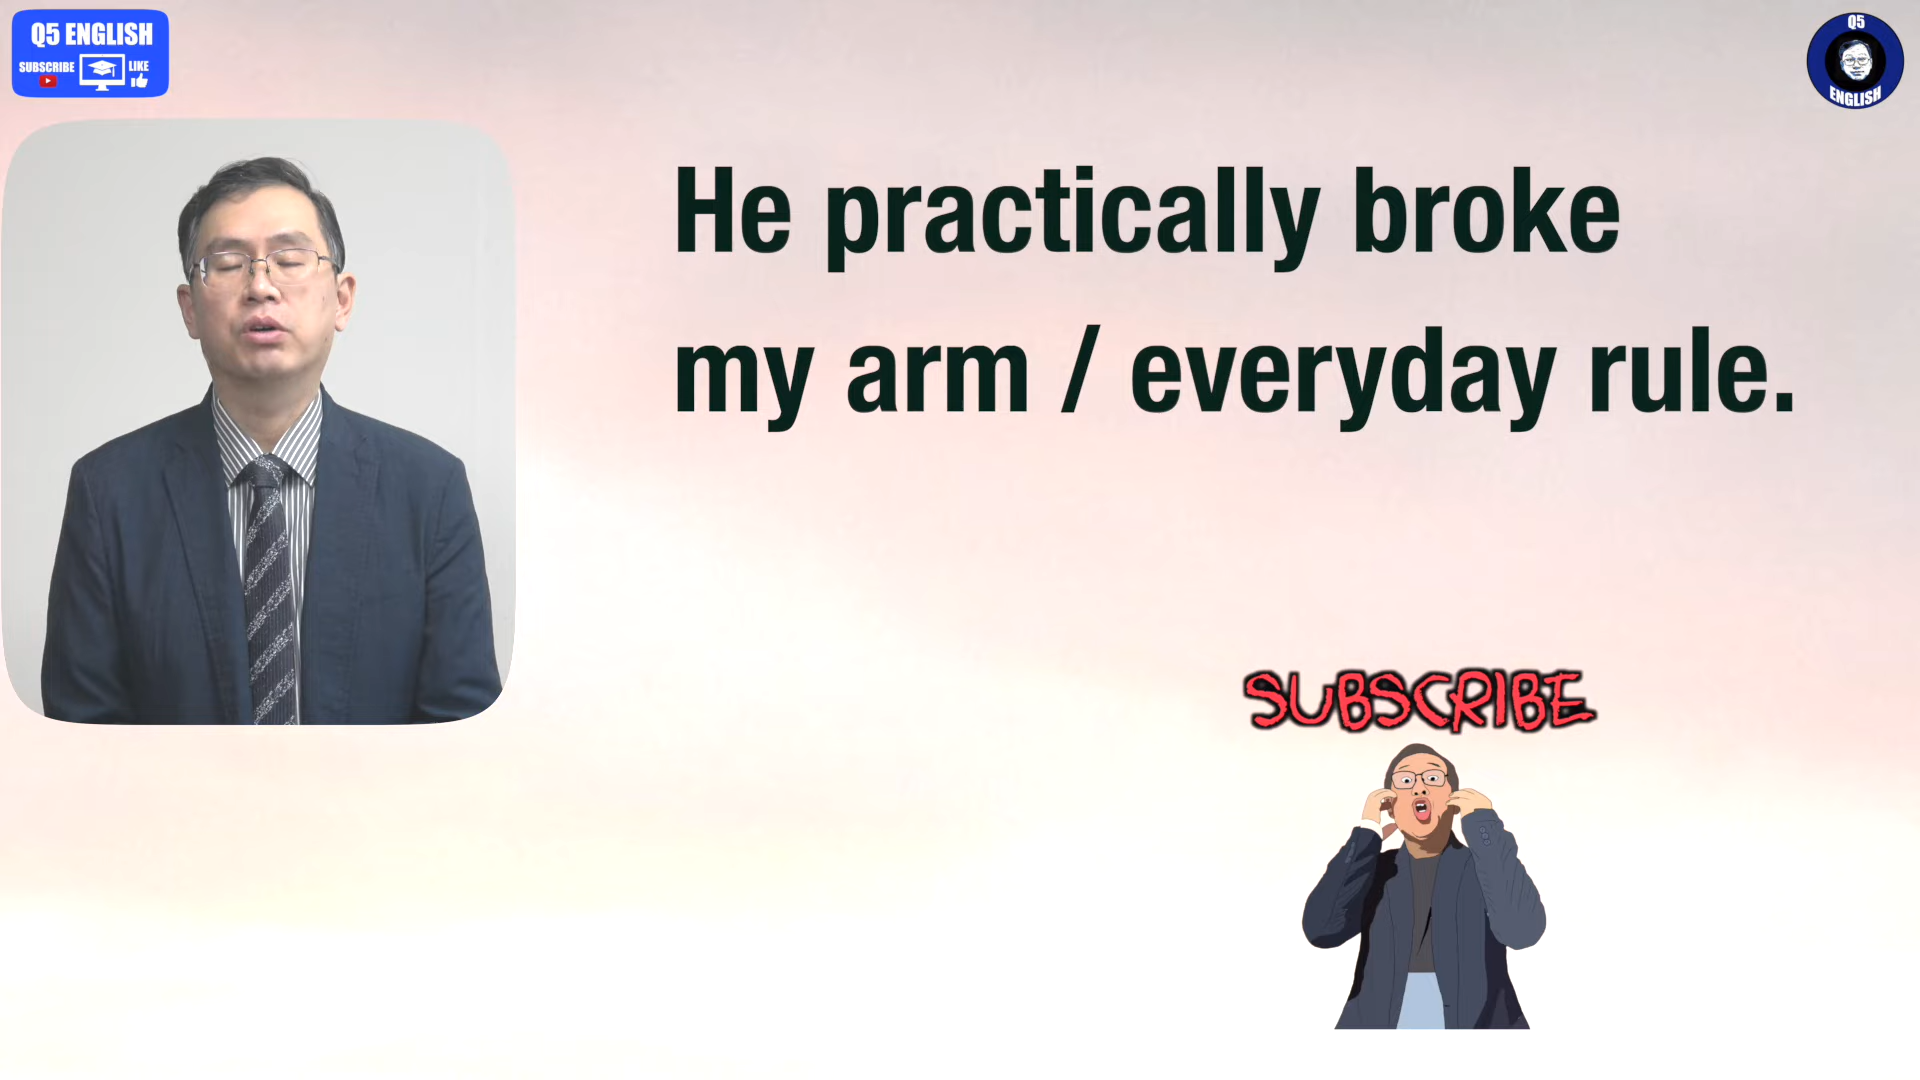 Q5 ENGLISH
SUBSCRIBE
LIKE
Q5
ENGLISH
He practically broke
my arm / everyday rule.
SUBSCRIBE